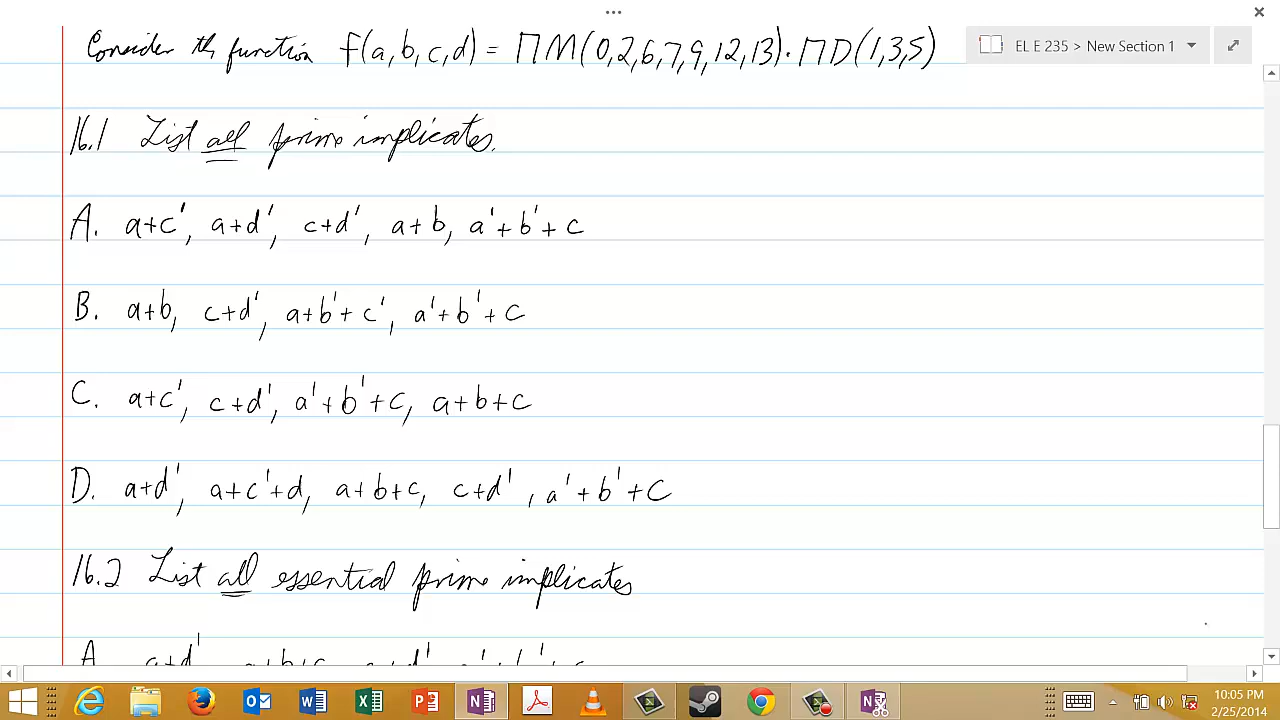 Consider th function f(a,b,c,d) = ΠM(0,2,6,7,9,12,13)·ΠD(1,3,5)
EL E 235 > New Section 1
16.1 List all prime implicates.
A. a+c', a+d', c+d', a+b, a'+b'+c
B. a+b, c+d', a+b'+c', a'+b'+c
C. a+c', c+d', a'+b'+c, a+b+c
D. a+d', a+c'+d, a+b+c, c+d', a'+b'+c
16.2 List all essential prime implicates
A
10:05 PM
2/25/2014